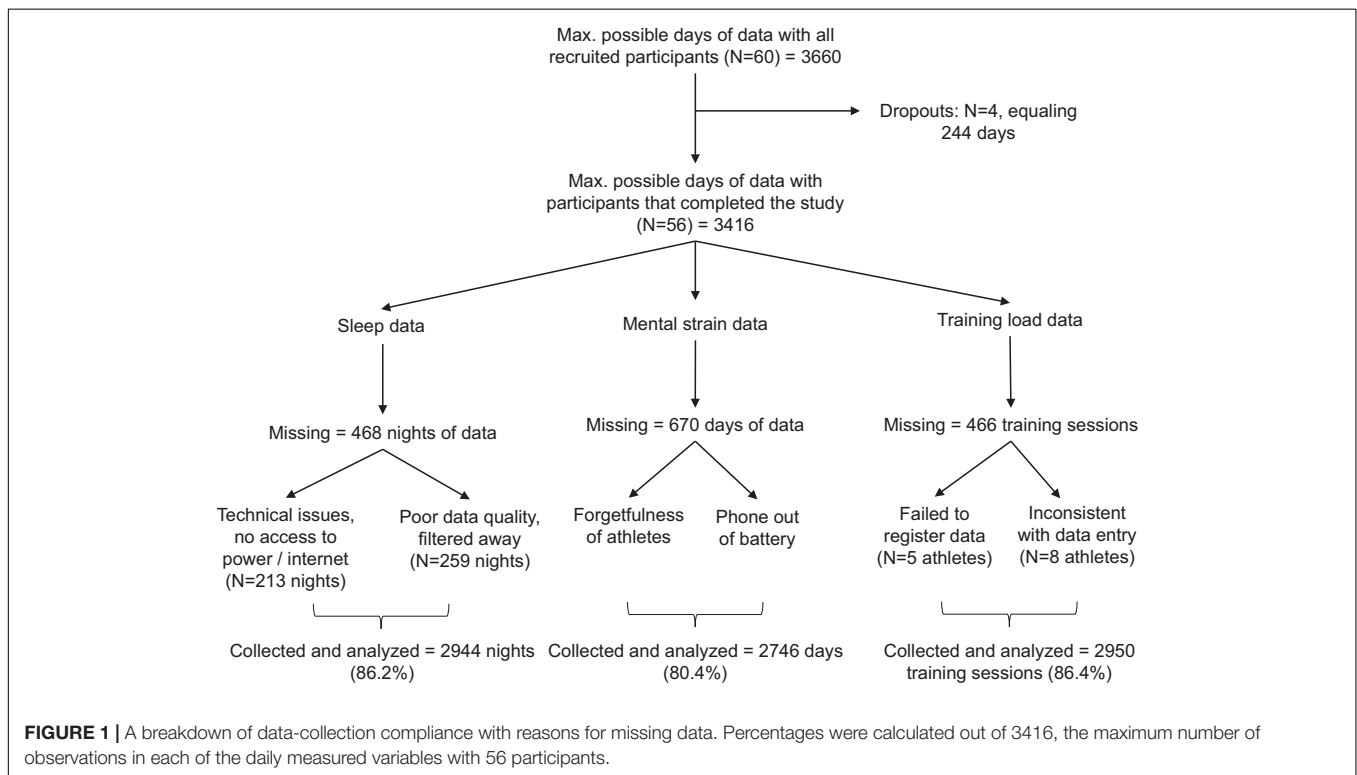 Max. possible days of data with all
recruited participants (N=60) = 3660
Dropouts: N=4, equaling
244 days
Max. possible days of data with
participants that completed the study
(N=56) = 3416
Sleep data
Mental strain data
Training load data
Missing = 468 nights of data
Missing = 670 days of data
Missing = 466 training sessions
Technical issues,
no access to
power / internet
(N=213 nights)
Poor data quality,
filtered away
(N=259 nights)
Forgetfulness
of athletes
Phone out
of battery
Failed to
register data
(N=5 athletes)
Inconsistent
with data entry
(N=8 athletes)
Collected and analyzed = 2944 nights
(86.2%)
Collected and analyzed = 2746 days
(80.4%)
Collected and analyzed = 2950
training sessions (86.4%)
FIGURE 1 | A breakdown of data-collection compliance with reasons for missing data. Percentages were calculated out of 3416, the maximum number of
observations in each of the daily measured variables with 56 participants.